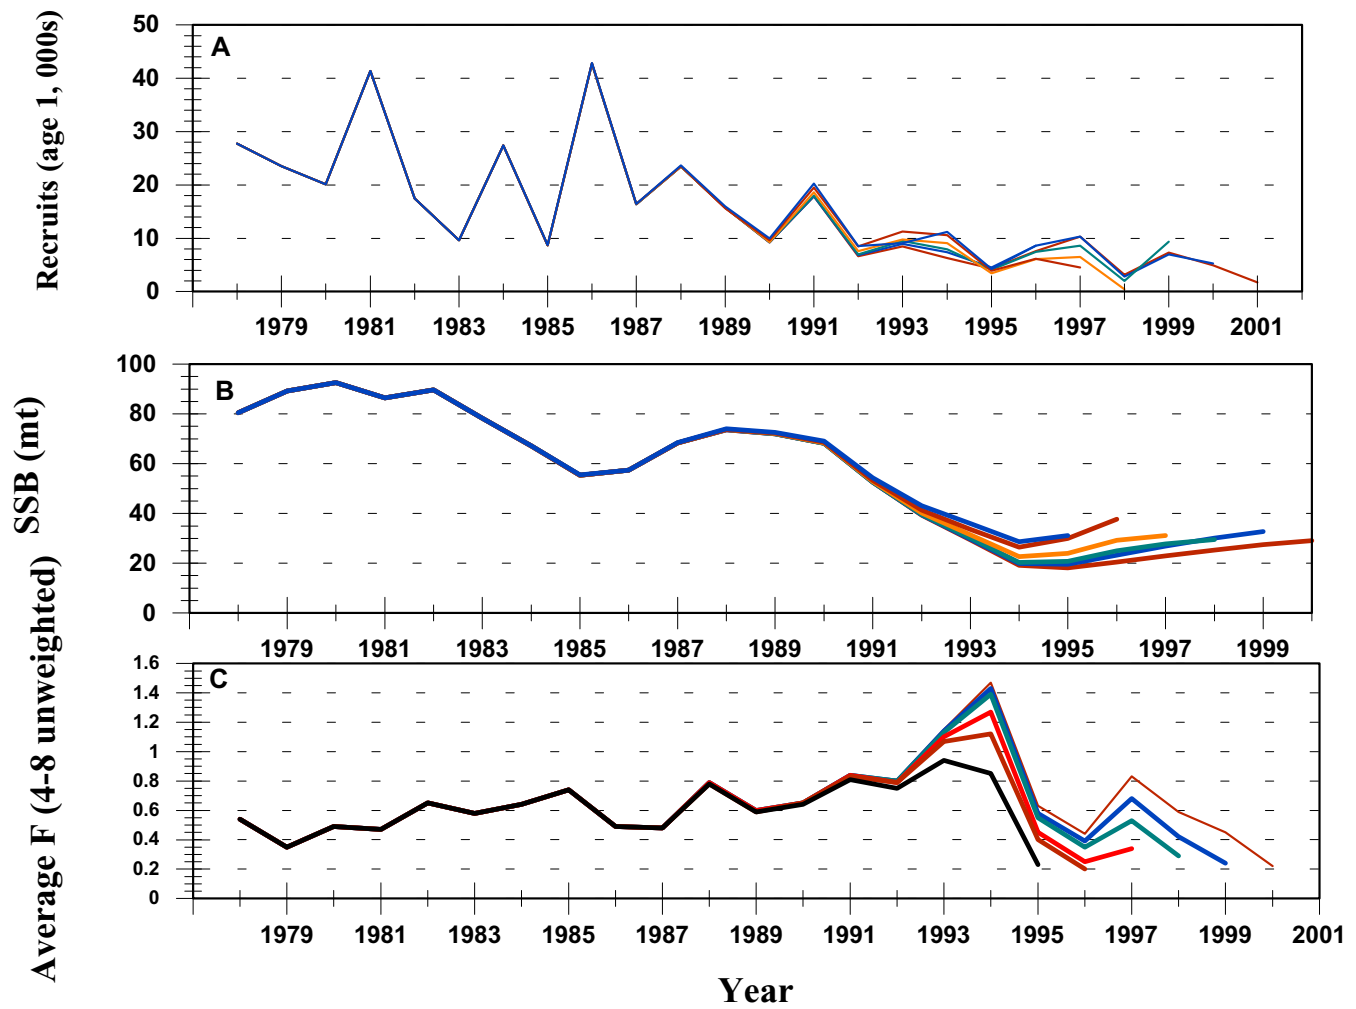 Recruits (age 1, 000s)
A
50
40
30
20
10
0
1979 1981 1983 1985 1987 1989 1991 1993 1995 1997 1999 2001
SSB (mt)
B
100
80
60
40
20
0
1979 1981 1983 1985 1987 1989 1991 1993 1995 1997 1999
Average F (4-8 unweighted)
C
1.6
1.4
1.2
1
0.8
0.6
0.4
0.2
0
1979 1981 1983 1985 1987 1989 1991 1993 1995 1997 1999 2001
Year